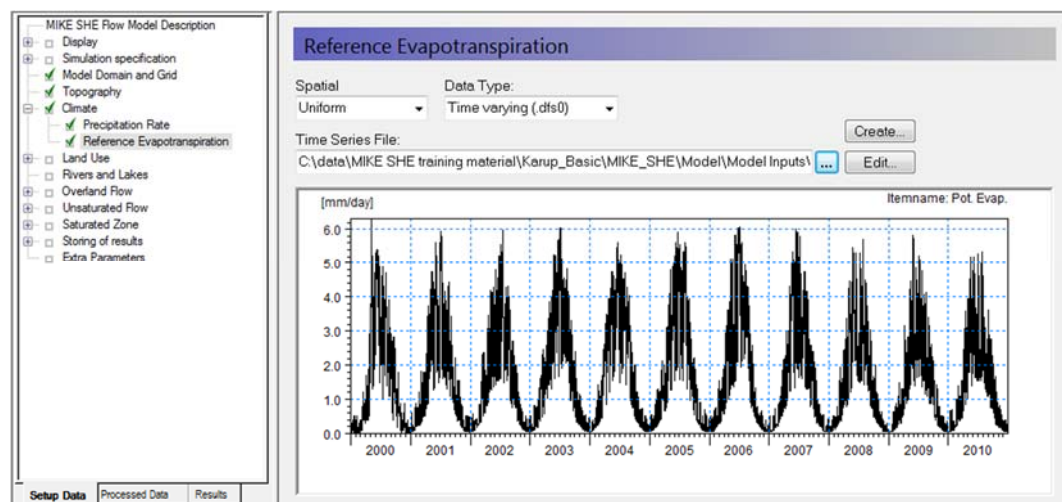 MIKE SHE Flow Model Description
Display
Simulation specification
Model Domain and Grid
Topography
Climate
Precipitation Rate
Reference Evapotranspiration
Land Use
Rivers and Lakes
Overland Flow
Unsaturated Flow
Saturated Zone
Storing of results
Extra Parameters
Setup Data Processed Data Results
Reference Evapotranspiration
Spatial Data Type:
Uniform Time varying (.dfs0)
Time Series File:
Create...
C:\data\MIKE SHE training material\Karup_Basic\MIKE_SHE\Model\Model Inputs\ ... Edit...
[mm/day] Itemname: Pot. Evap.
6.0
5.0
4.0
3.0
2.0
1.0
0.0
2000 2001 2002 2003 2004 2005 2006 2007 2008 2009 2010